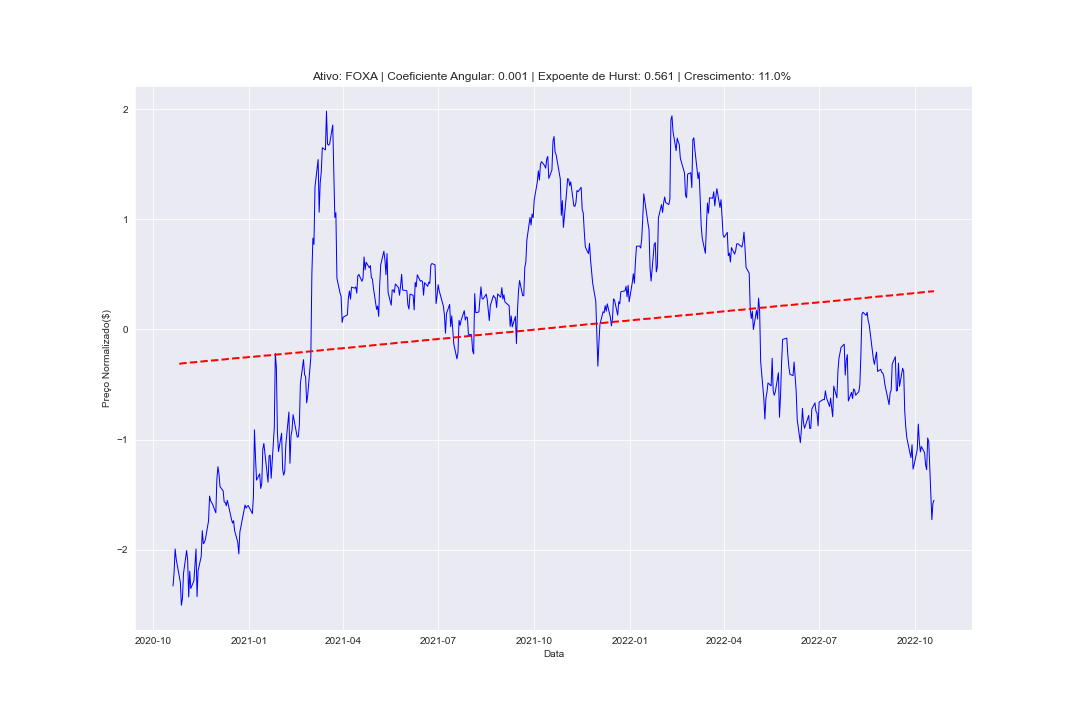 Ativo: FOXA | Coeficiente Angular: 0.001 | Expoente de Hurst: 0.561 | Crescimento: 11.0%
Preço Normalizado($)
2
1
0
−1
−2
2020-10 2021-01 2021-04 2021-07 2021-10 2022-01 2022-04 2022-07 2022-10
Data